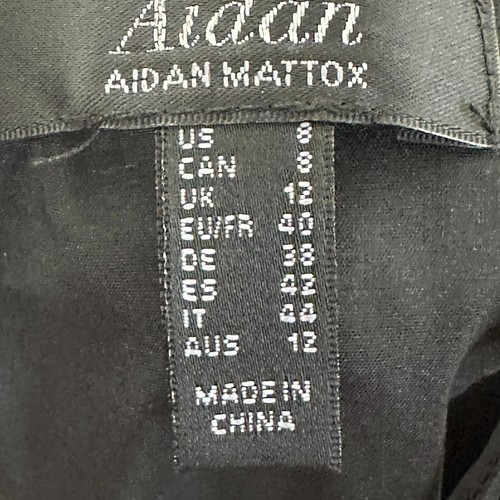 Aidan
AIDAN MATTOX
US 8
CAN 8
UK 12
EU/FR 40
DE 38
ES 42
IT 44
AUS 12
MADE IN
CHINA